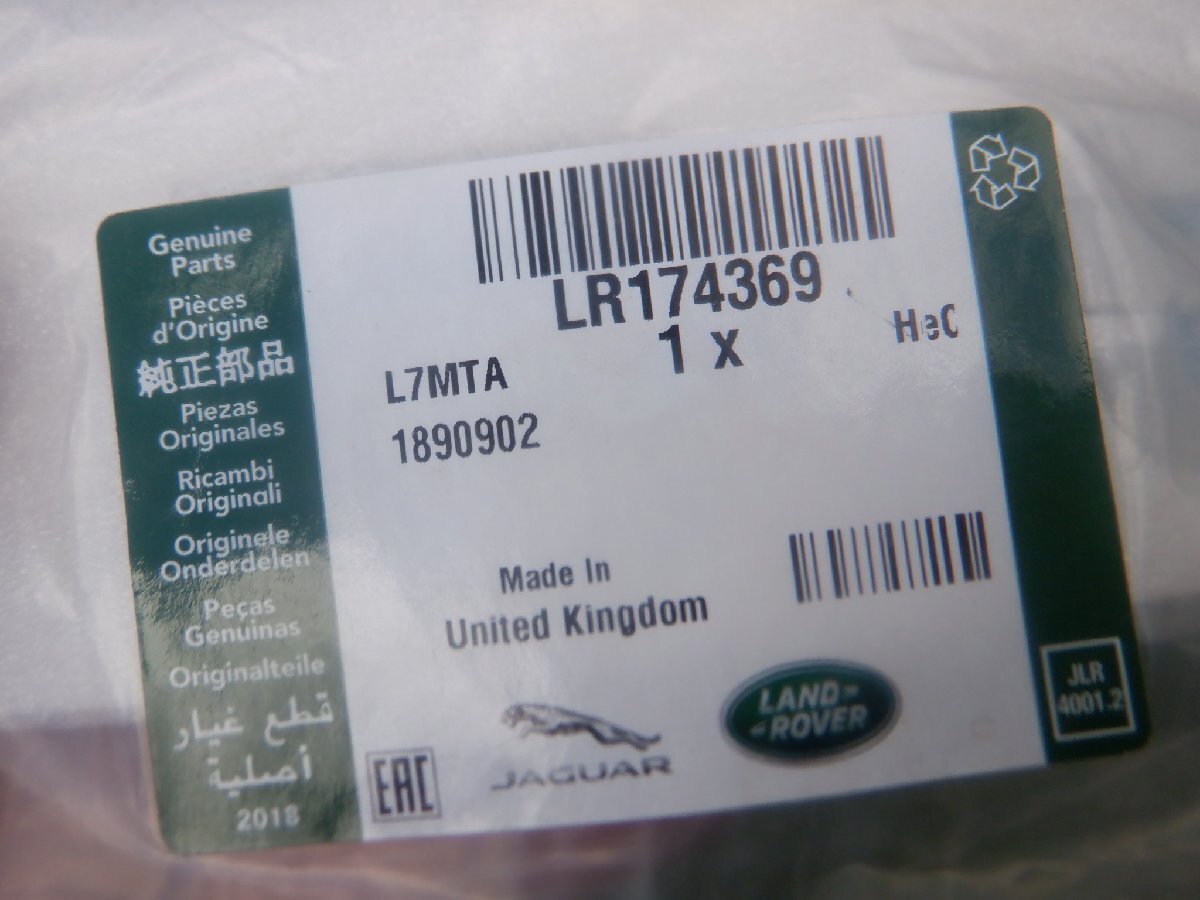 Genuine
Parts
Pièces
d'Origine
純正部品
Piezas
Originales
Ricambi
Originali
Originele
Onderdelen
Peças
Genuinas
Originalteile
قطع غيار
أصلية
2018
LR174369
1 x
HeC
L7MTA
1890902
Made In
United Kingdom
EAC
JAGUAR
LAND-
-ROVER
JLR
4001.2